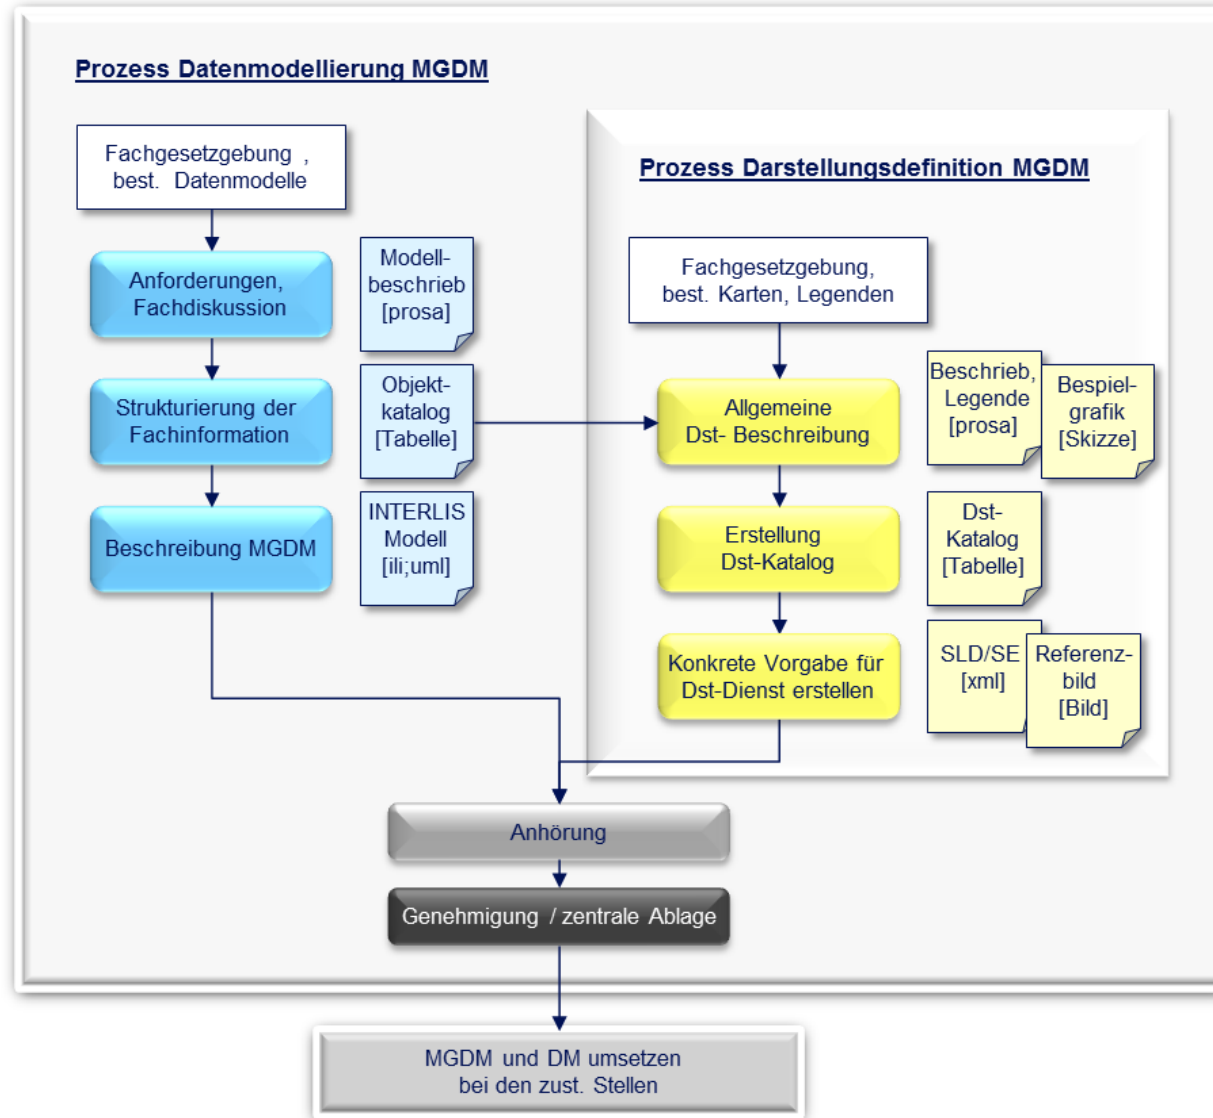 Prozess Datenmodellierung MGDM
Fachgesetzgebung ,
best. Datenmodelle
Anforderungen,
Fachdiskussion
Modell-
beschrieb
[prosa]
Strukturierung der
Fachinformation
Objekt-
katalog
[Tabelle]
Beschreibung MGDM
INTERLIS
Modell
[ili;uml]
Prozess Darstellungsdefinition MGDM
Fachgesetzgebung,
best. Karten, Legenden
Allgemeine
Dst- Beschreibung
Beschrieb,
Legende
[prosa]
Bespiel-
grafik
[Skizze]
Erstellung
Dst-Katalog
Dst-
Katalog
[Tabelle]
Konkrete Vorgabe für
Dst-Dienst erstellen
SLD/SE
[xml]
Referenz-
bild
[Bild]
Anhörung
Genehmigung / zentrale Ablage
MGDM und DM umsetzen
bei den zust. Stellen